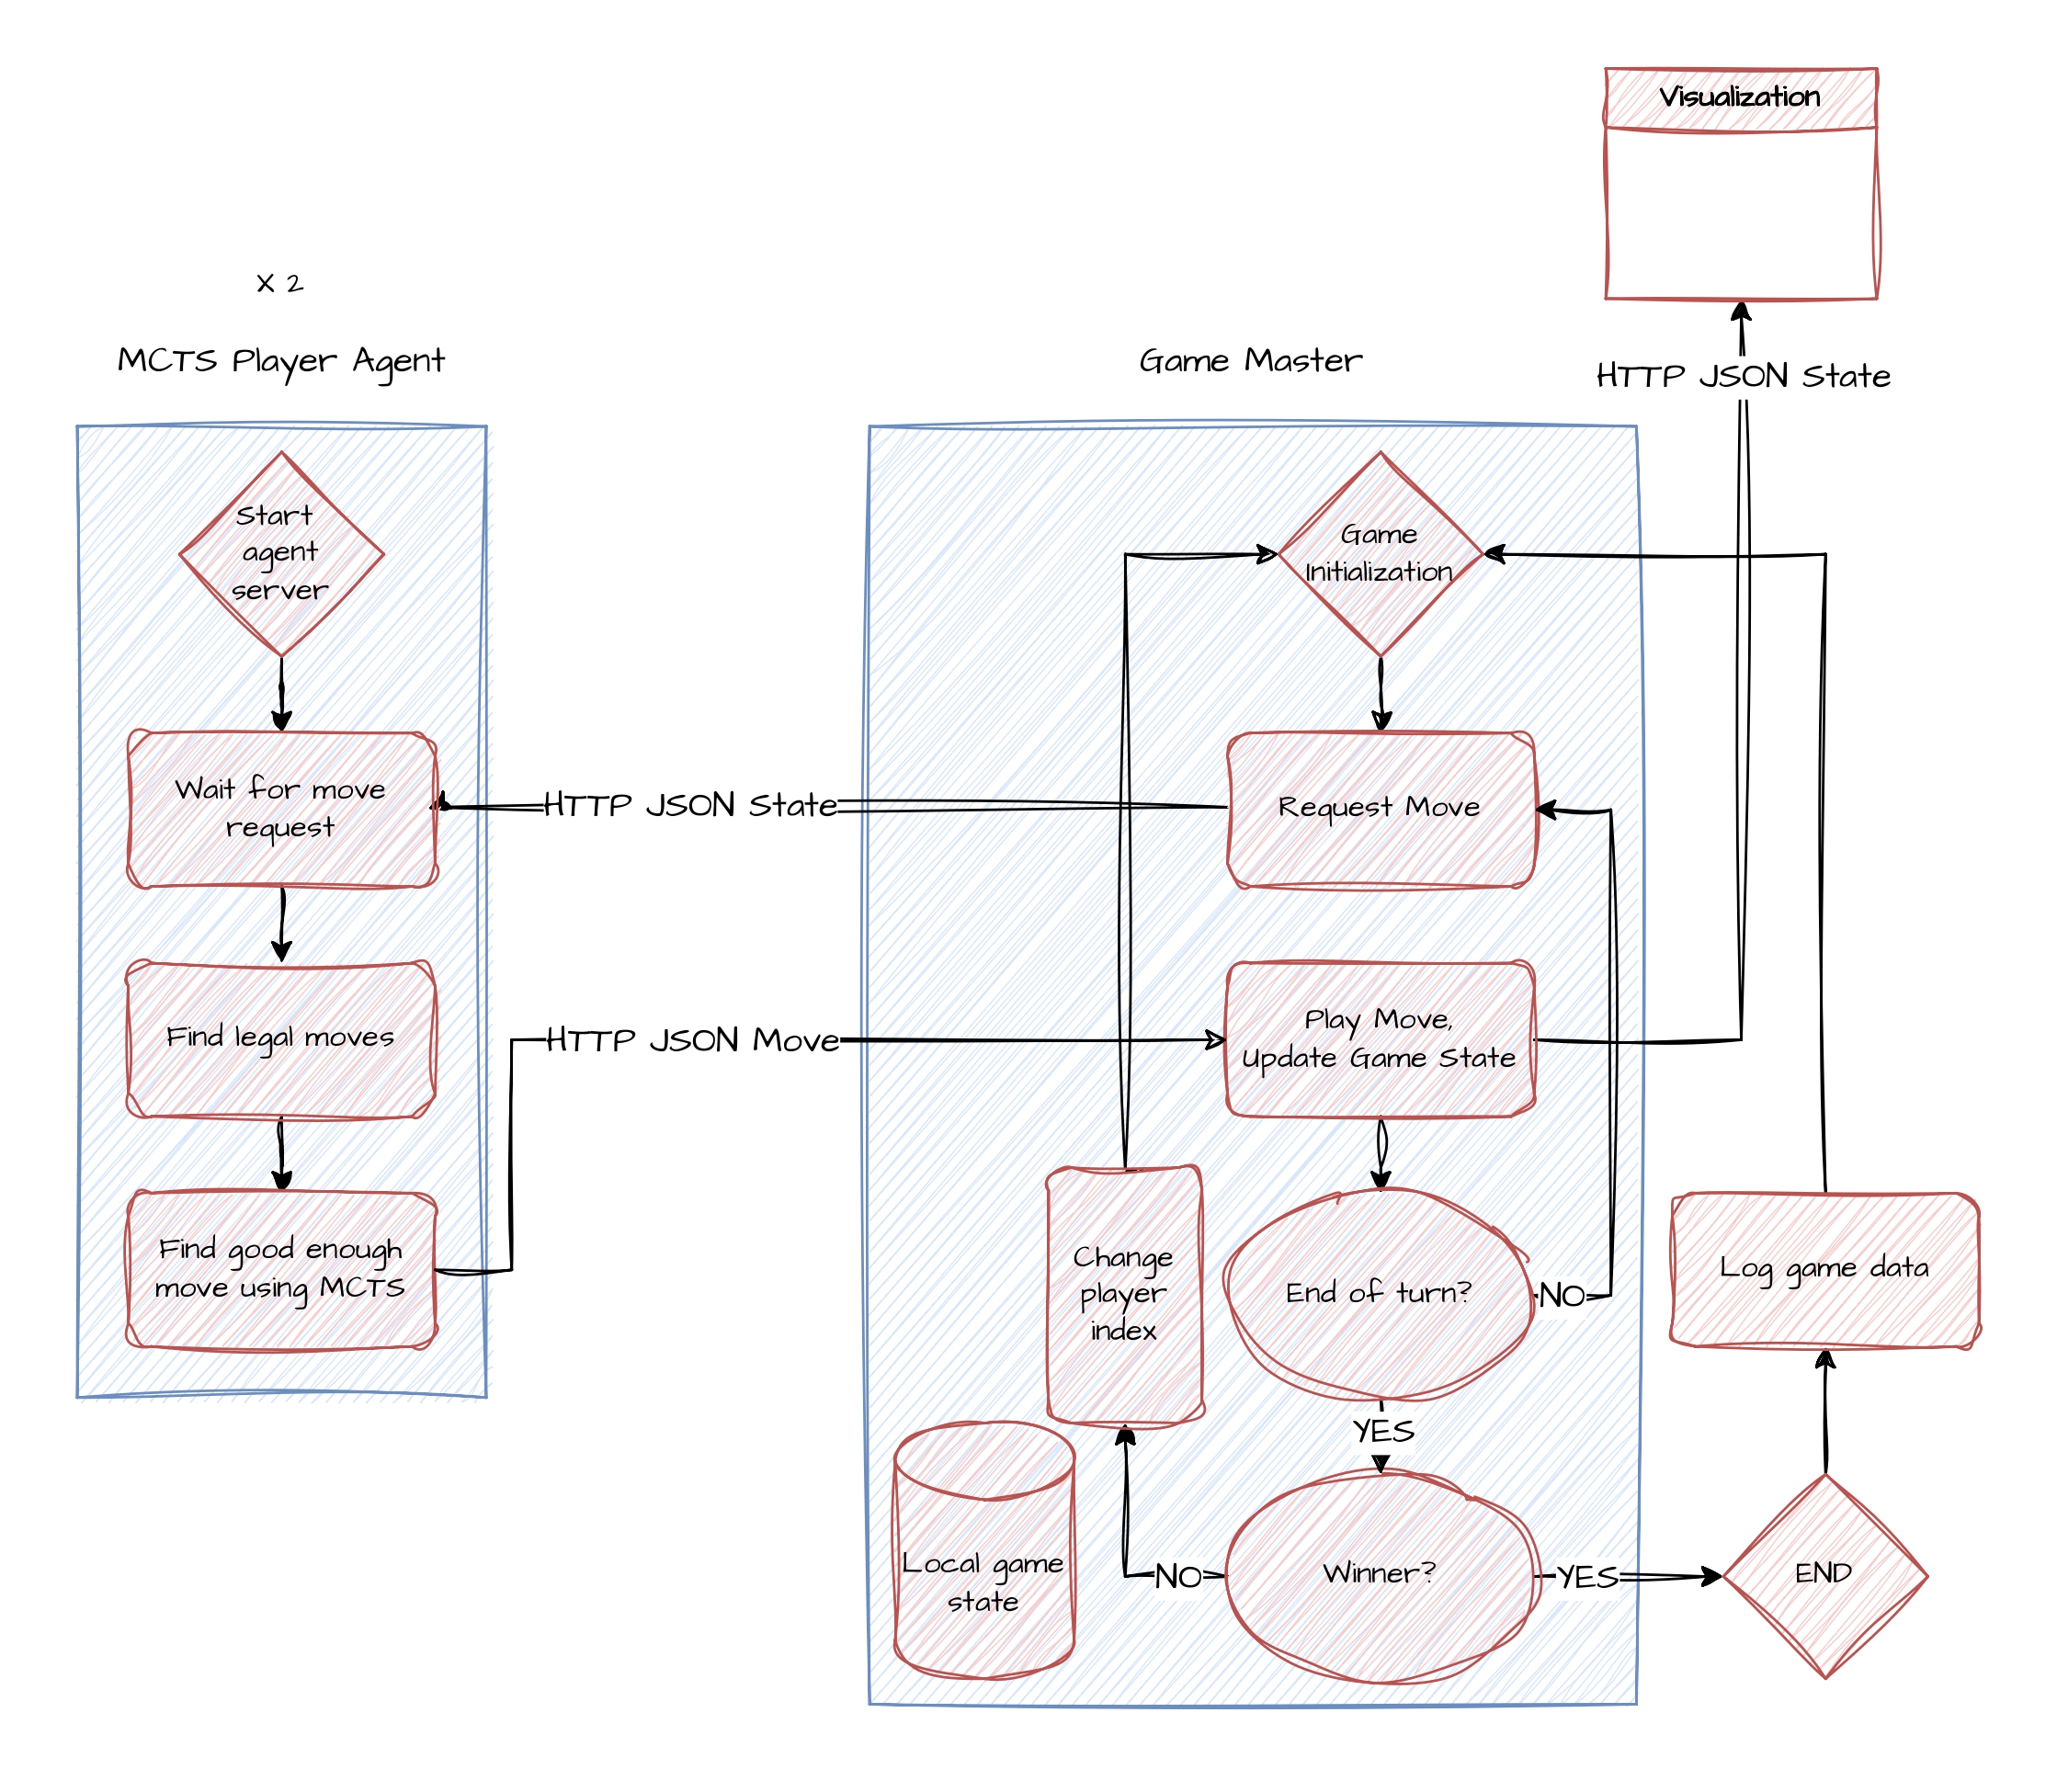 Visualization
X 2
MCTS Player Agent
Game Master
HTTP JSON State
Start
agent
server
Game
Initialization
Wait for move
request
HTTP JSON State
Request Move
Find legal moves
HTTP JSON Move
Play Move,
Update Game State
Find good enough
move using MCTS
Change
player
index
End of turn?
NO
Log game data
YES
Local game
state
NO
Winner?
YES
END